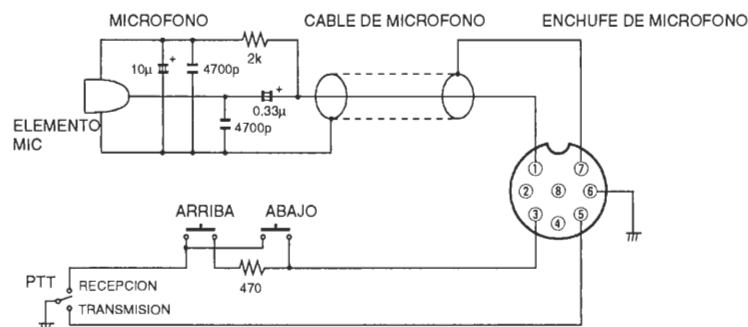 MICROFONO
CABLE DE MICROFONO
ENCHUFE DE MICROFONO
2k
10μ
+
4700p
+
0.33μ
4700p
ELEMENTO
MIC
①
⑦
②
⑧
⑥
③
⑤
④
ARRIBA
ABAJO
470
PTT
RECEPCION
TRANSMISION